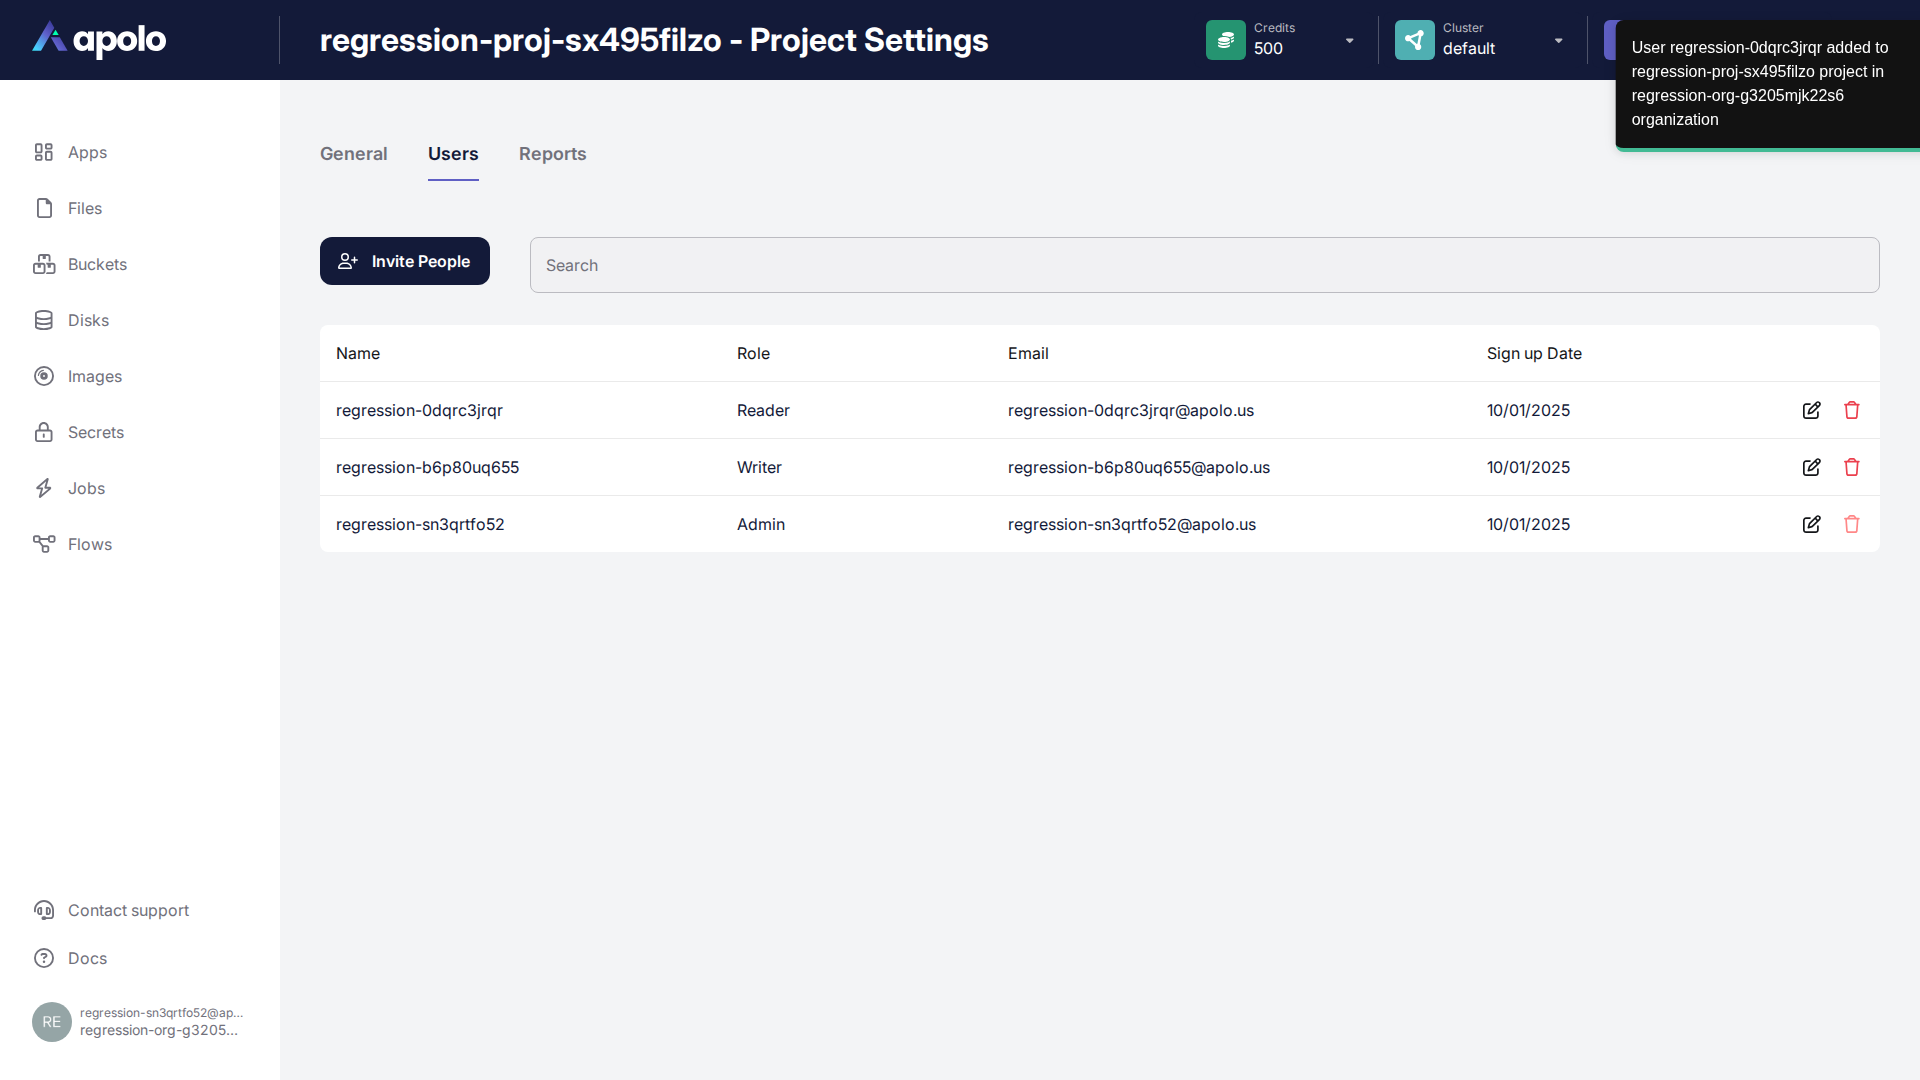 apolo
regression-proj-sx495filzo - Project Settings
Credits
500
Cluster
default
User regression-0dqrc3jrqr added to
regression-proj-sx495filzo project in
regression-org-g3205mjk22s6
organization
Apps
Files
Buckets
Disks
Images
Secrets
Jobs
Flows
General Users Reports
Invite People
Search
Name Role Email Sign up Date
regression-0dqrc3jrqr Reader regression-0dqrc3jrqr@apolo.us 10/01/2025
regression-b6p80uq655 Writer regression-b6p80uq655@apolo.us 10/01/2025
regression-sn3qrtfo52 Admin regression-sn3qrtfo52@apolo.us 10/01/2025
Contact support
Docs
RE
regression-sn3qrtfo52@ap...
regression-org-g3205...